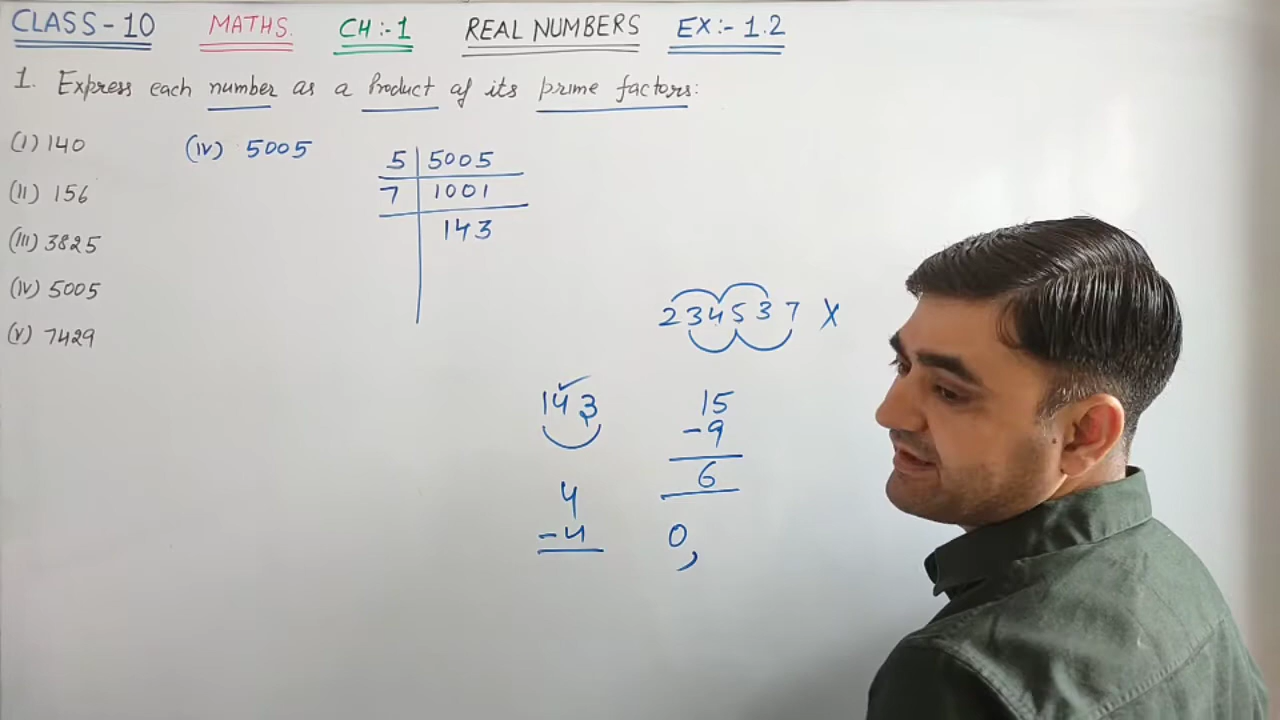 CLASS-10 MATHS. CH:-1 REAL NUMBERS EX:- 1.2
1. Express each number as a Product of its prime factors:
(I) 140
(II) 156
(III) 3825
(IV) 5005
(V) 7429
(IV) 5005
5 5005
7 1001
143
234537 X
143
4
-4
15
-9
6
0,